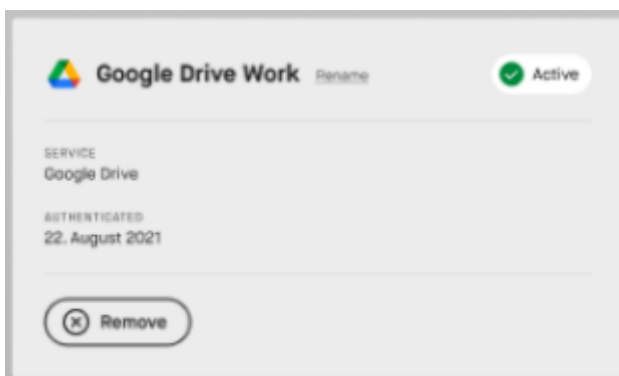 Google Drive Work Rename Active
SERVICE
Google Drive
AUTHENTICATED
22. August 2021
Remove